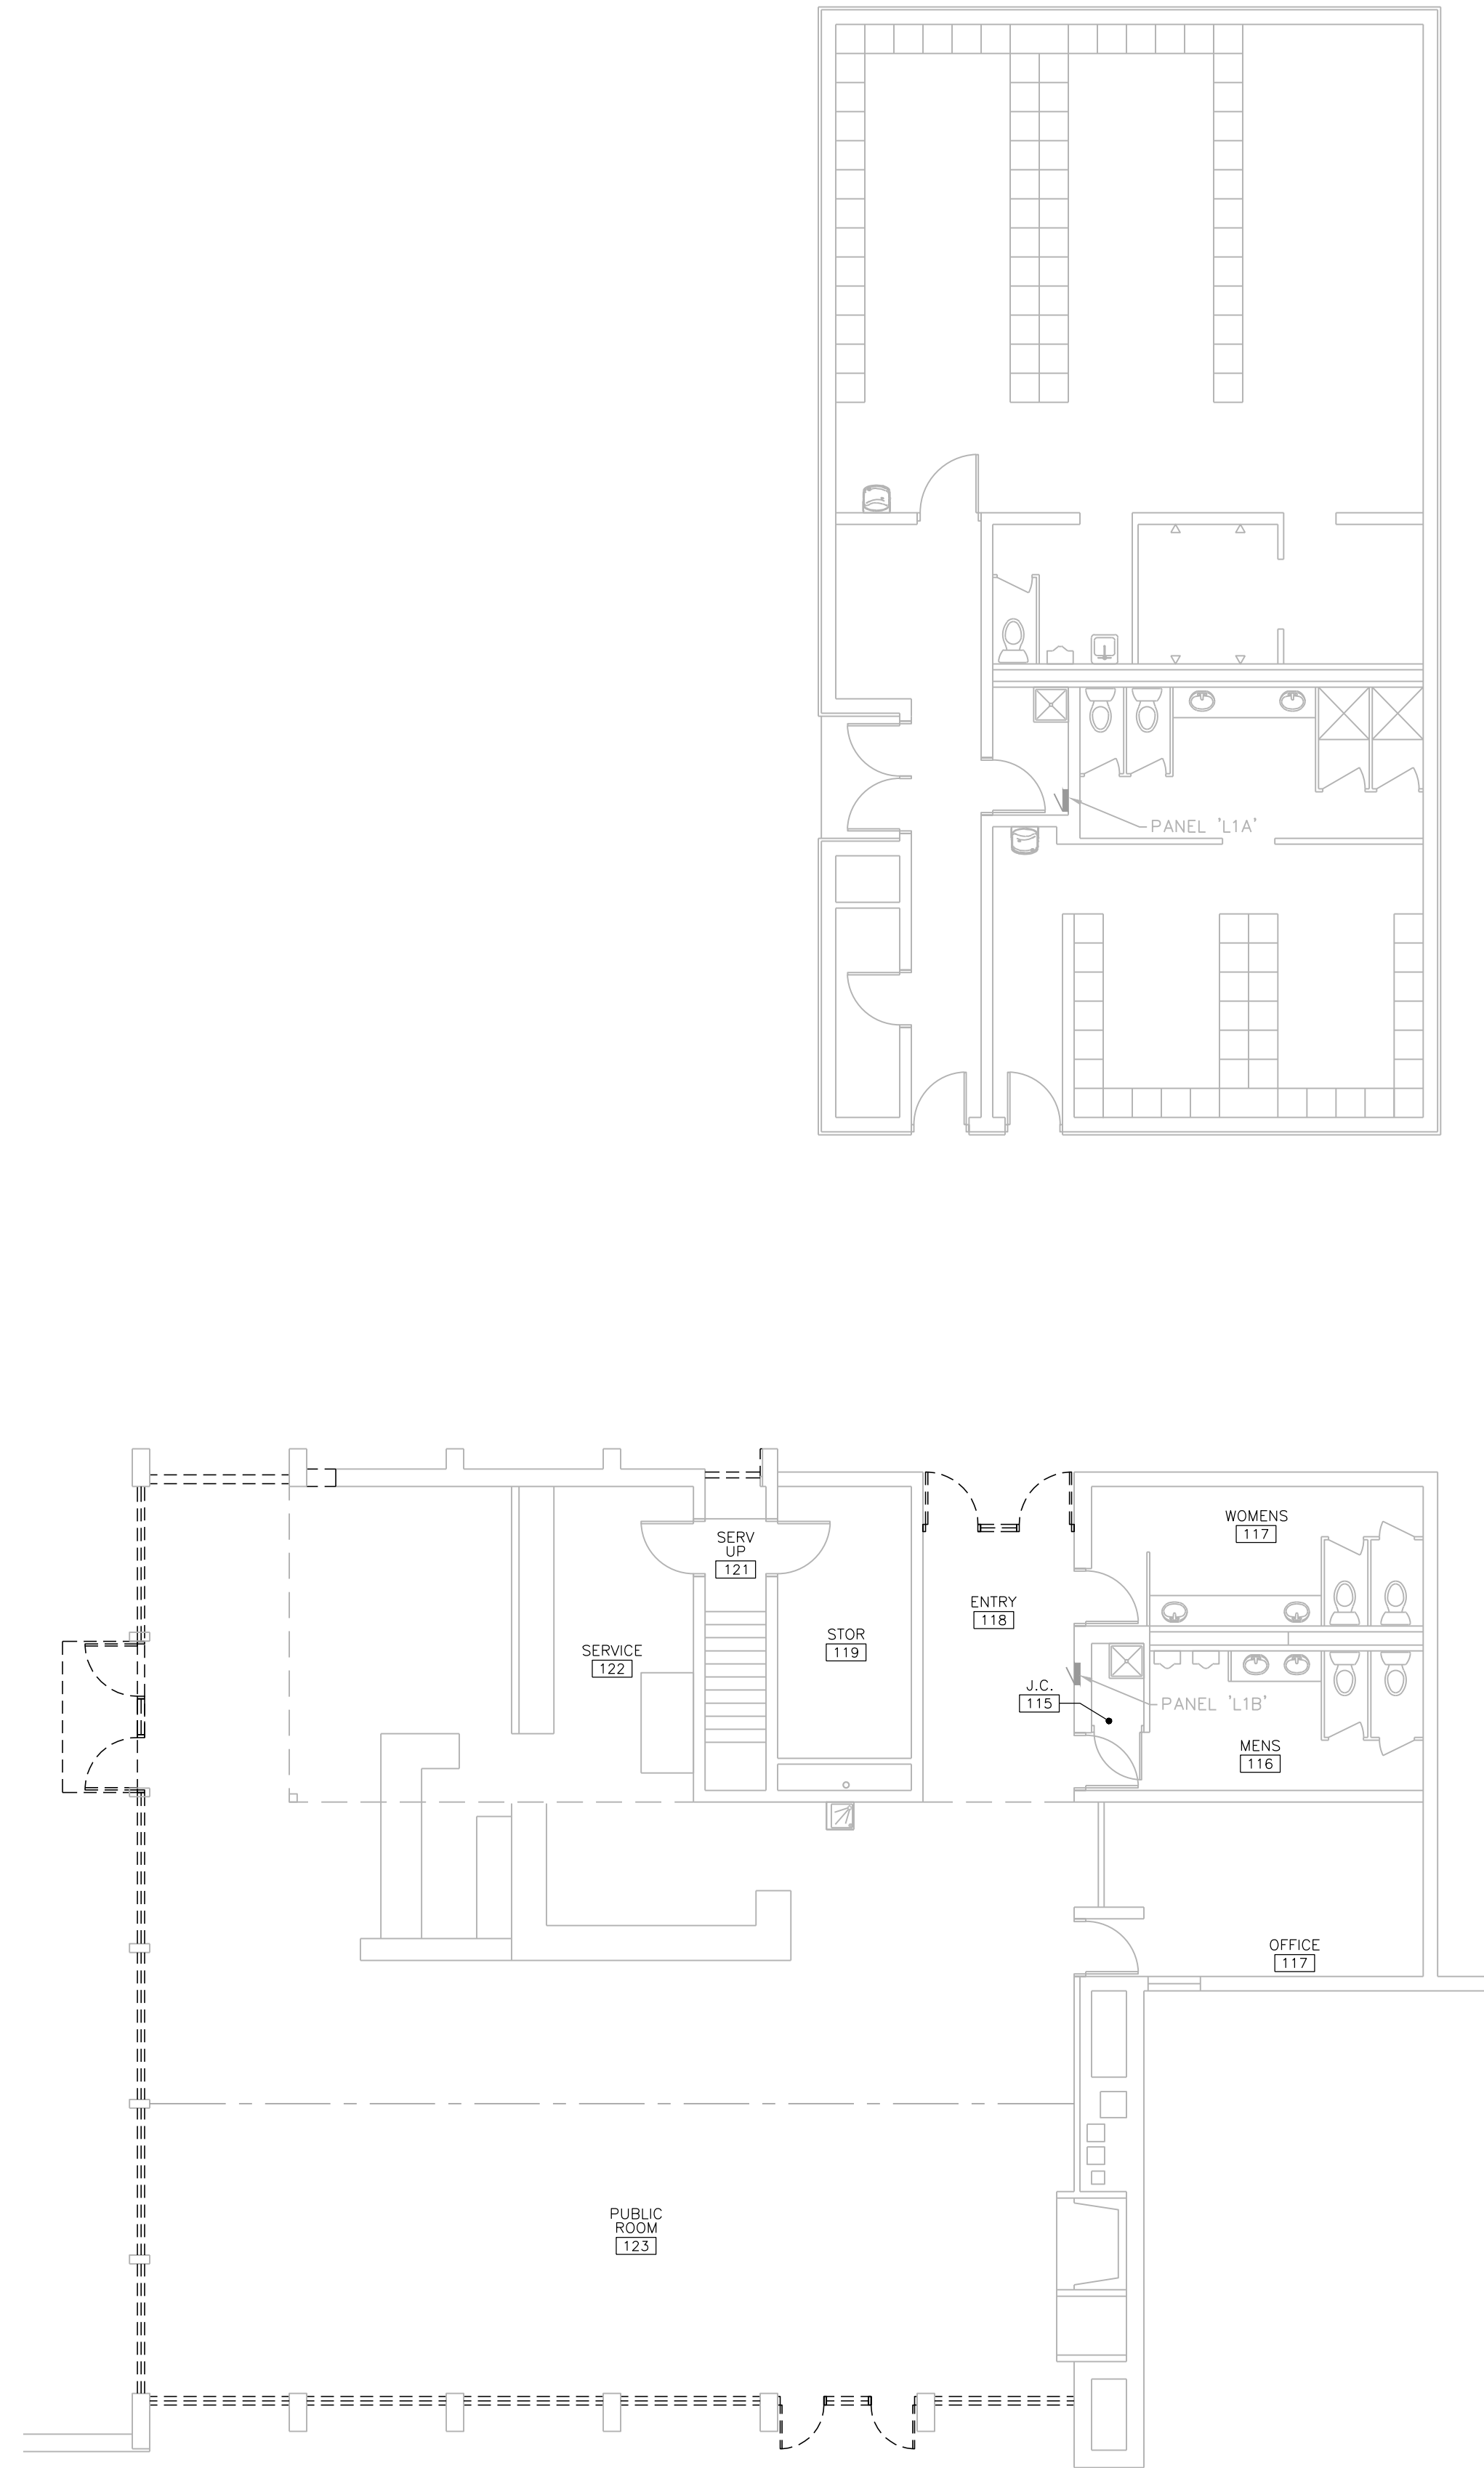 PANEL 'L1A'
WOMENS
117
SERV
UP
121
ENTRY
118
STOR
119
SERVICE
122
J.C.
115
PANEL 'L1B'
MENS
116
OFFICE
117
PUBLIC
ROOM
123